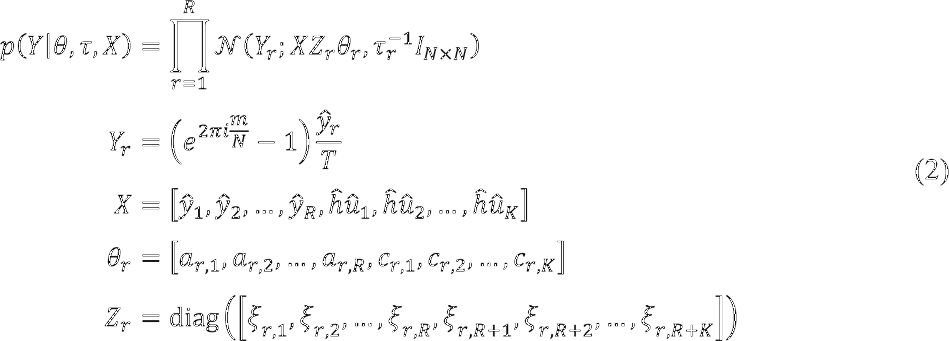 p(Y|θ, τ, X) = ∏_{r=1}^{R} 𝒩(Y_r; XZ_rθ_r, τ_r^{-1}I_{N×N})
Y_r = (e^{2πi\frac{m}{N}} − 1)\frac{ŷ_r}{T}
(2)
X = [ŷ_1, ŷ_2, …, ŷ_R, ĥû_1, ĥû_2, …, ĥû_K]
θ_r = [a_{r,1}, a_{r,2}, …, a_{r,R}, c_{r,1}, c_{r,2}, …, c_{r,K}]
Z_r = diag([ξ_{r,1}, ξ_{r,2}, …, ξ_{r,R}, ξ_{r,R+1}, ξ_{r,R+2}, …, ξ_{r,R+K}])